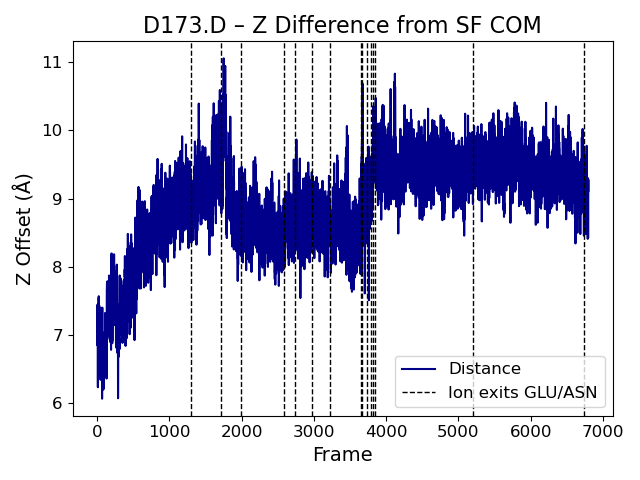 D173.D – Z Difference from SF COM
Z Offset (Å)
11
10
9
8
7
6
0 1000 2000 3000 4000 5000 6000 7000
Frame
Distance
Ion exits GLU/ASN